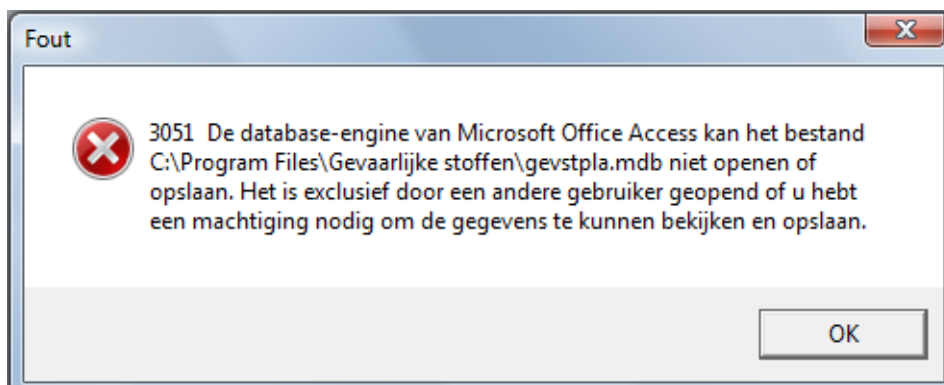 Fout
3051  De database-engine van Microsoft Office Access kan het bestand
C:\Program Files\Gevaarlijke stoffen\gevstpla.mdb niet openen of
opslaan. Het is exclusief door een andere gebruiker geopend of u hebt
een machtiging nodig om de gegevens te kunnen bekijken en opslaan.
OK